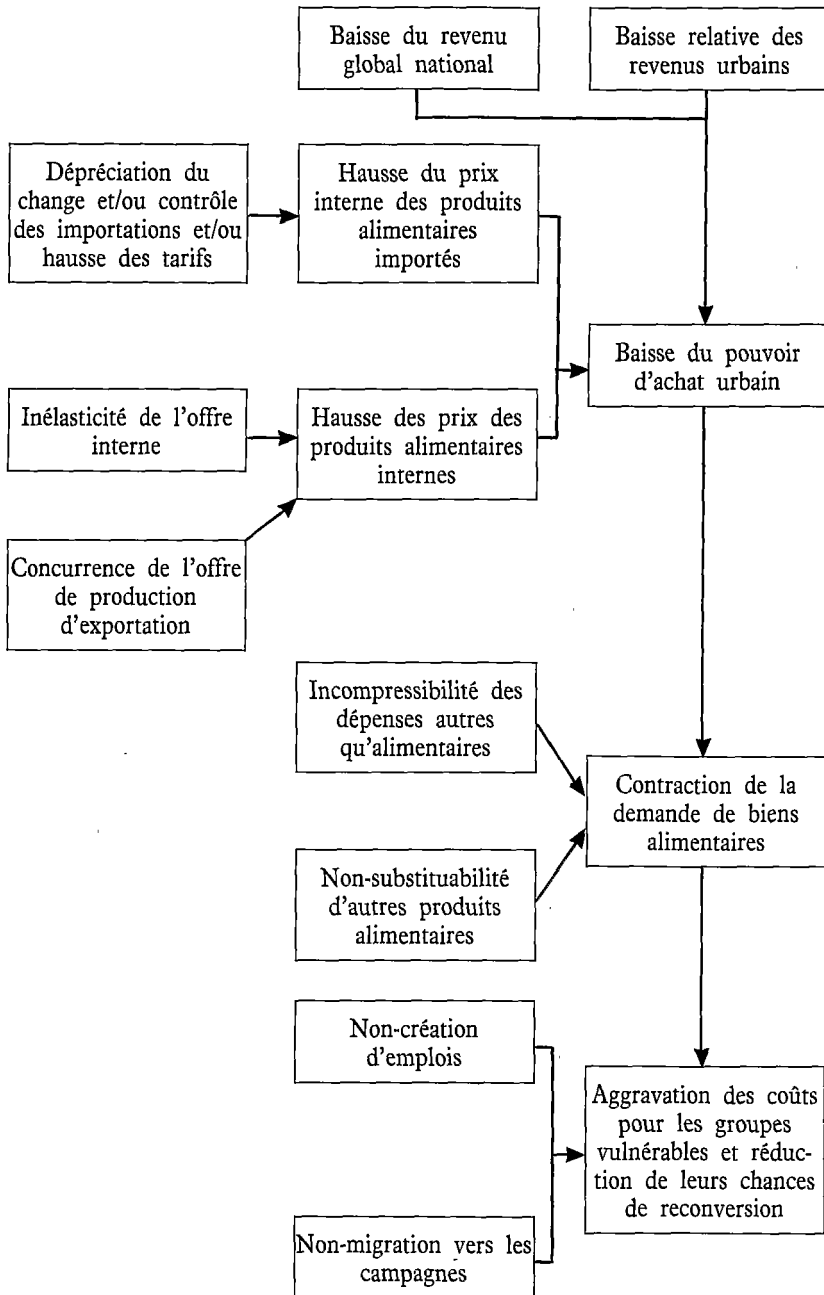 Baisse du revenu
global national
Baisse relative des
revenus urbains
Dépréciation du
change et/ou contrôle
des importations et/ou
hausse des tarifs
Hausse du prix
interne des produits
alimentaires
importés
Baisse du pouvoir
d'achat urbain
Inélasticité de l'offre
interne
Hausse des prix des
produits alimentaires
internes
Concurrence de l'offre
de production
d'exportation
Incompressibilité des
dépenses autres
qu'alimentaires
Contraction de la
demande de biens
alimentaires
Non-substituabilité
d'autres produits
alimentaires
Non-création
d'emplois
Aggravation des coûts
pour les groupes
vulnérables et réduc-
tion de leurs chances
de reconversion
Non-migration vers les
campagnes